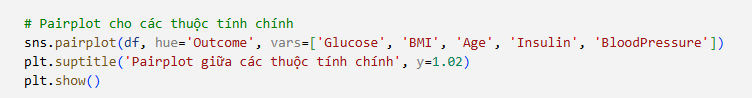 # Pairplot cho các thuộc tính chính
sns.pairplot(df, hue='Outcome', vars=['Glucose', 'BMI', 'Age', 'Insulin', 'BloodPressure'])
plt.suptitle('Pairplot giữa các thuộc tính chính', y=1.02)
plt.show()